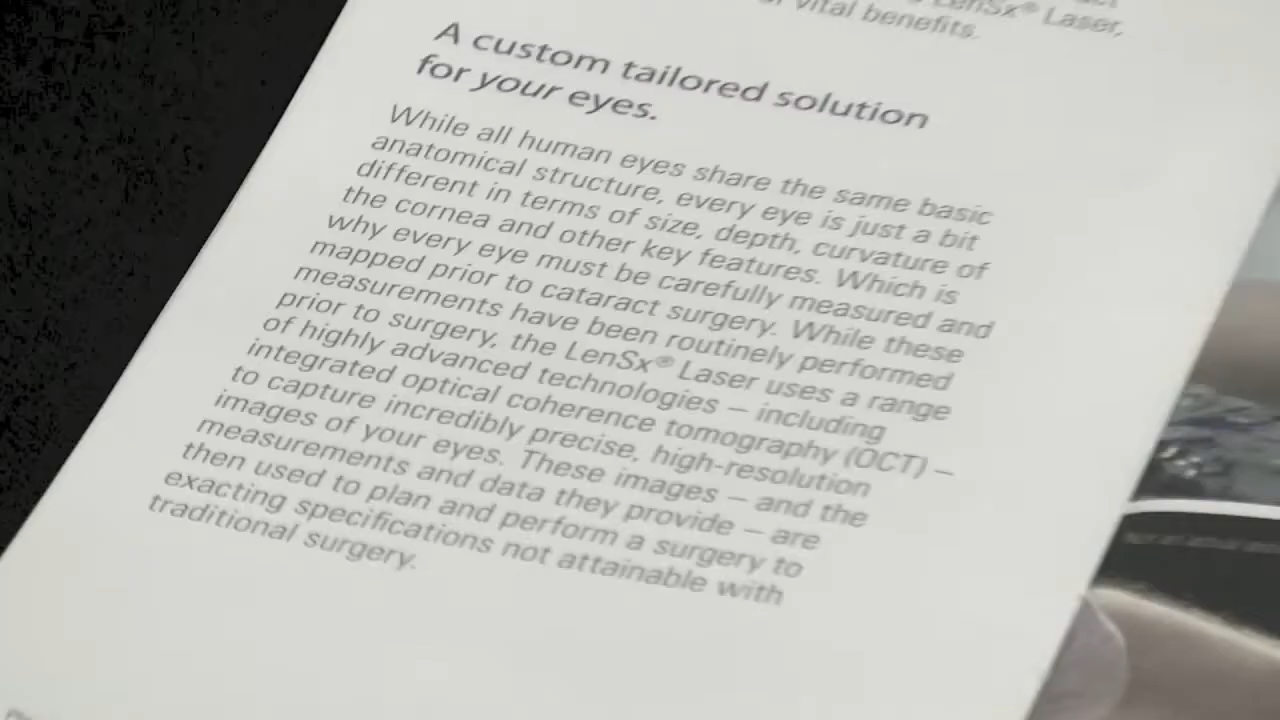 LenSx® Laser,
vital benefits.
A custom tailored solution
for your eyes.
While all human eyes share the same basic
anatomical structure, every eye is just a bit
different in terms of size, depth, curvature of
the cornea and other key features. Which is
why every eye must be carefully measured and
mapped prior to cataract surgery. While these
measurements have been routinely performed
prior to surgery, the LenSx® Laser uses a range
of highly advanced technologies – including
integrated optical coherence tomography (OCT) –
to capture incredibly precise, high-resolution
images of your eyes. These images – and the
measurements and data they provide – are
then used to plan and perform a surgery to
exacting specifications not attainable with
traditional surgery.